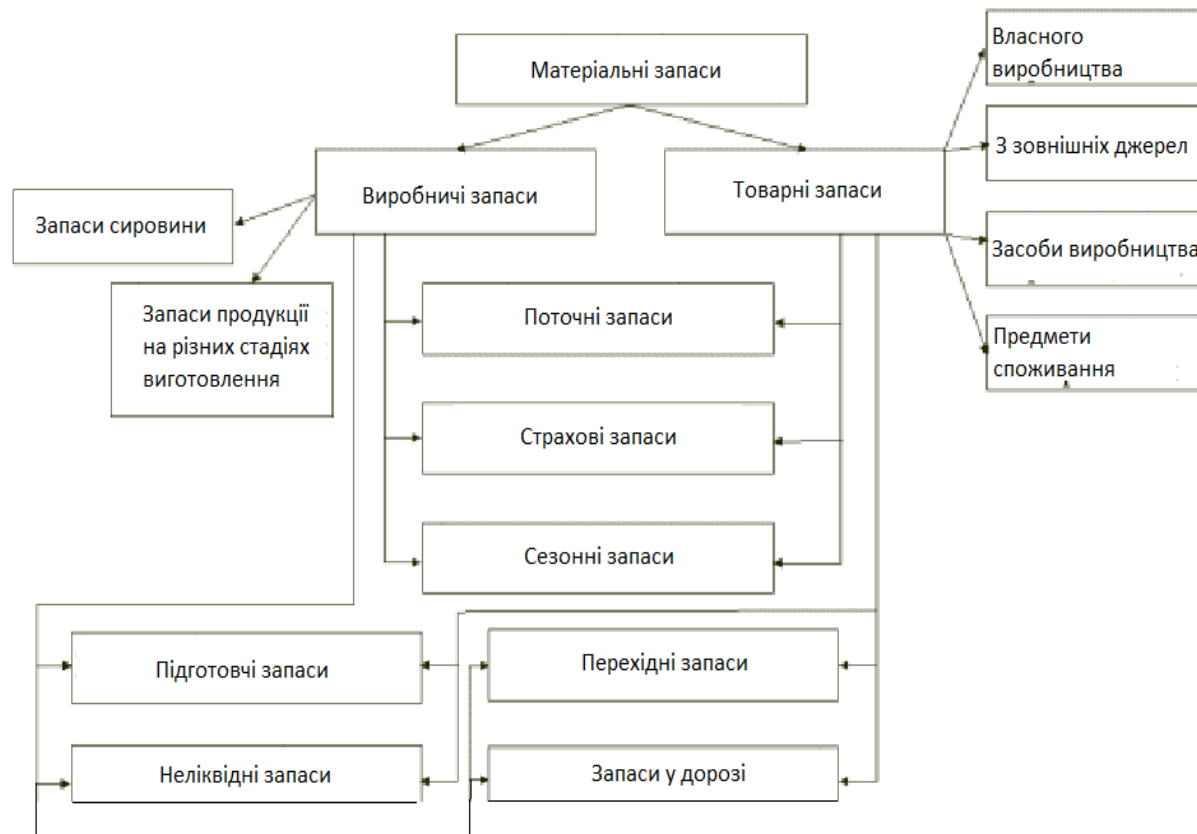 Матеріальні запаси
Виробничі запаси
Товарні запаси
Власного
виробництва
З зовнішніх джерел
Засоби виробництва
Предмети
споживання
Запаси сировини
Запаси продукції
на різних стадіях
виготовлення
Поточні запаси
Страхові запаси
Сезонні запаси
Підготовчі запаси
Перехідні запаси
Неліквідні запаси
Запаси у дорозі